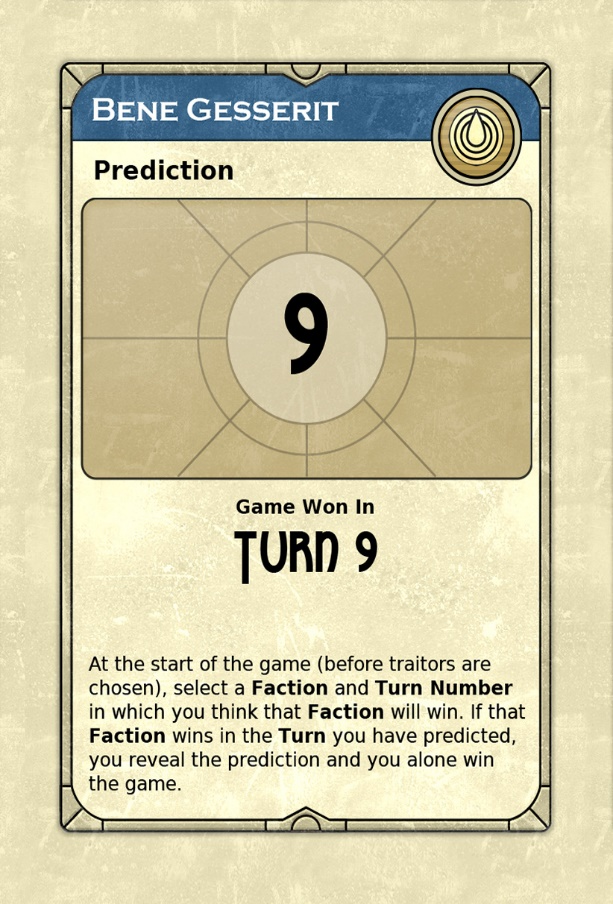 BENE GESSERIT
Prediction
9
Game Won In
TURN 9
At the start of the game (before traitors are
chosen), select a Faction and Turn Number
in which you think that Faction will win. If that
Faction wins in the Turn you have predicted,
you reveal the prediction and you alone win
the game.